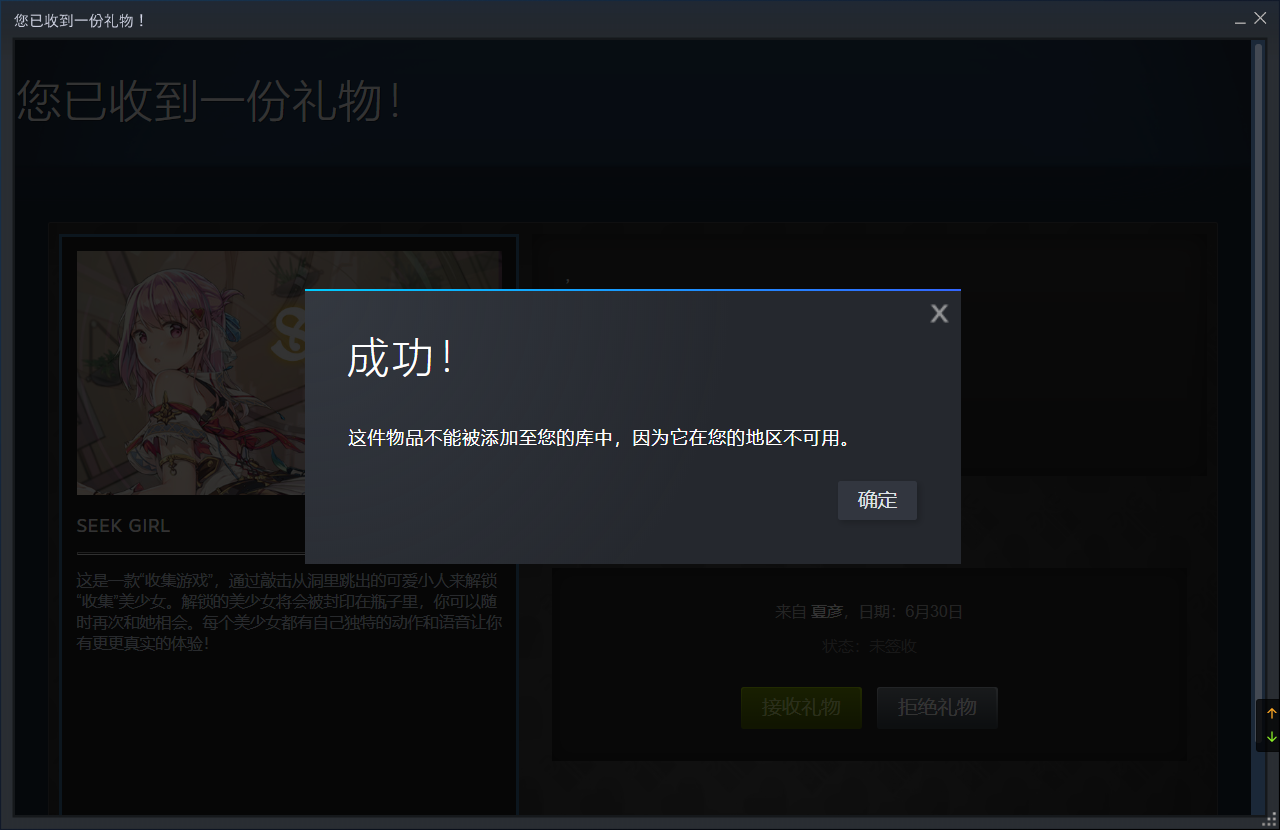 您已收到一份礼物！
您已收到一份礼物！
，
成功！
这件物品不能被添加至您的库中，因为它在您的地区不可用。
确定
SEEK GIRL
这是一款“收集游戏”，通过敲击从洞里跳出的可爱小人来解锁
“收集”美少女。解锁的美少女将会被封印在瓶子里，你可以随
时再次和她相会。每个美少女都有自己独特的动作和语音让你
有更更真实的体验！
来自 夏彦，日期：6月30日
状态：未签收
接收礼物
拒绝礼物